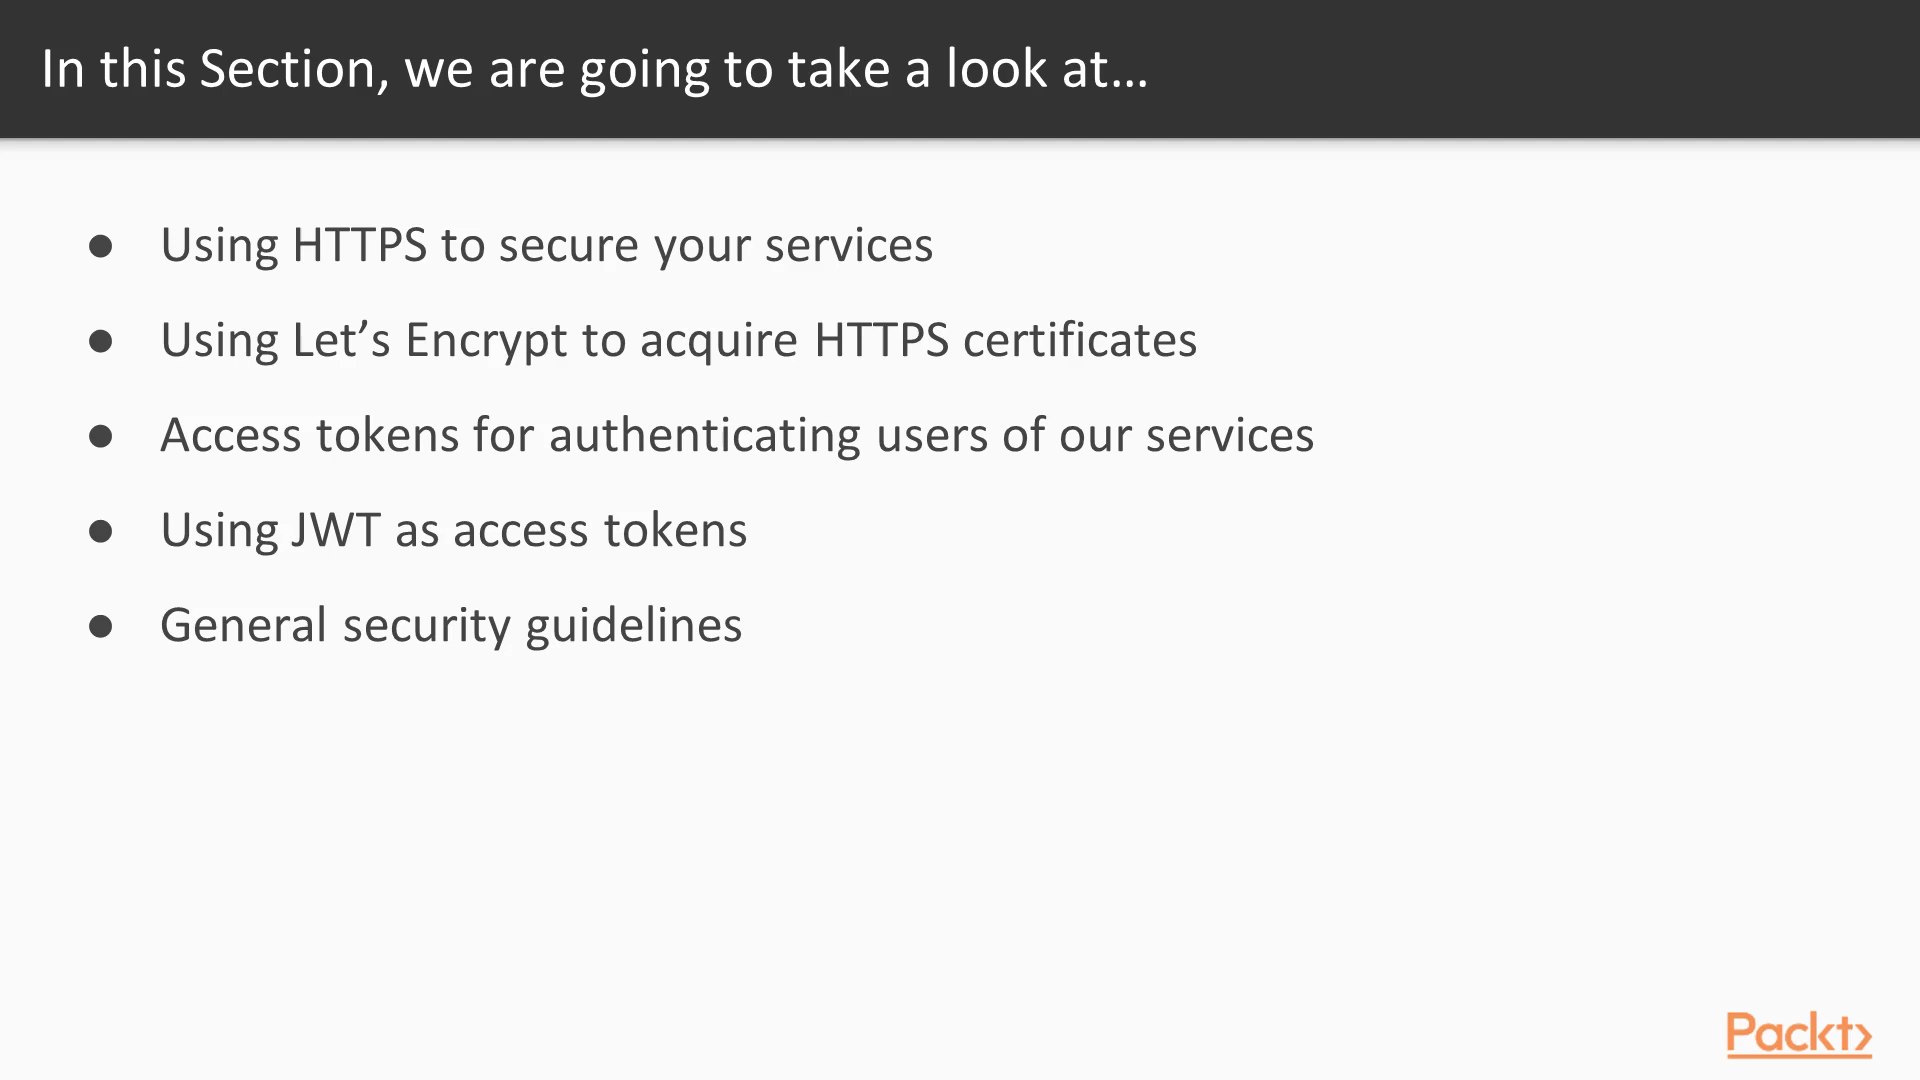 In this Section, we are going to take a look at...
● Using HTTPS to secure your services
● Using Let’s Encrypt to acquire HTTPS certificates
● Access tokens for authenticating users of our services
● Using JWT as access tokens
● General security guidelines
Packt>